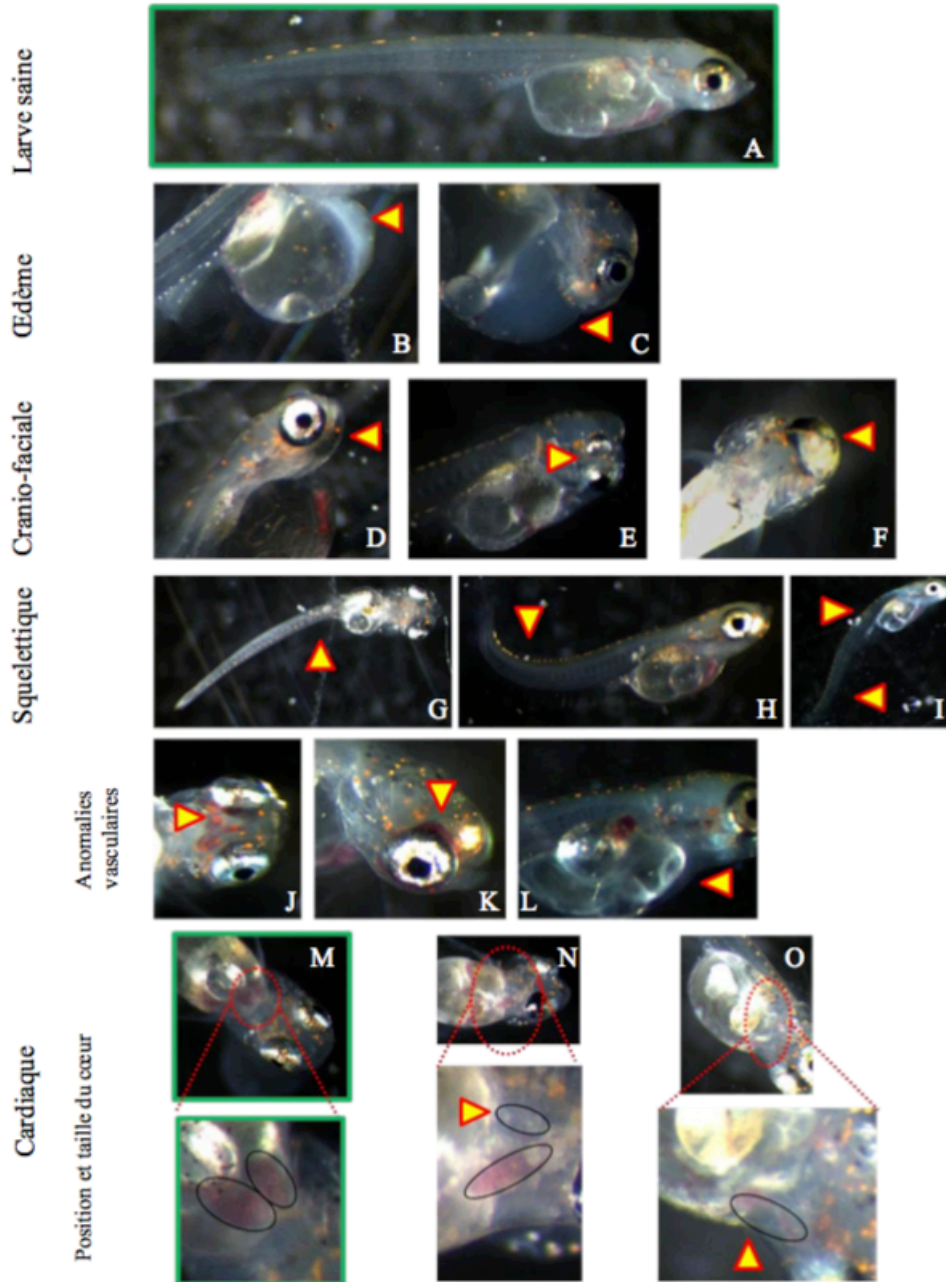 Larve saine
A
Œdème
B
C
Cranio-faciale
D
E
F
Squelettique
G
H
I
Anomalies
vasculaires
J
K
L
Cardiaque
Position et taille du cœur
M
N
O